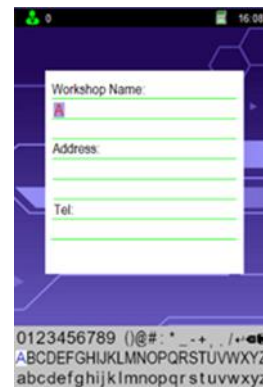 0 16:08
Workshop Name:
A
Address:
Tel:
0123456789 ()@#:*_-+,./↵
ABCDEFGHIJKLMNOPQRSTUVWXYZ
abcdefghijklmnopqrstuvwxyz